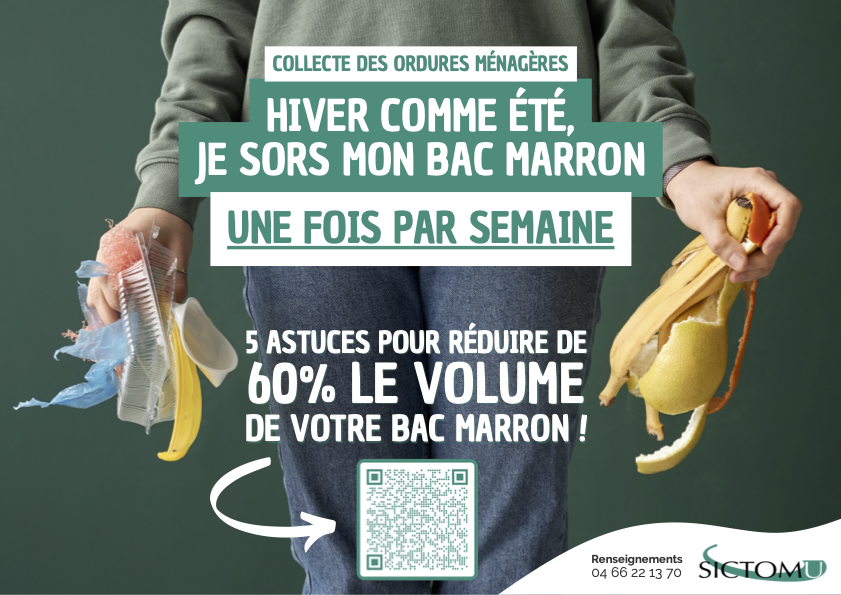 COLLECTE DES ORDURES MÉNAGÈRES
HIVER COMME ÉTÉ,
JE SORS MON BAC MARRON
UNE FOIS PAR SEMAINE
5 ASTUCES POUR RÉDUIRE DE
60% LE VOLUME
DE VOTRE BAC MARRON !
Renseignements
04 66 22 13 70
SICTOMU